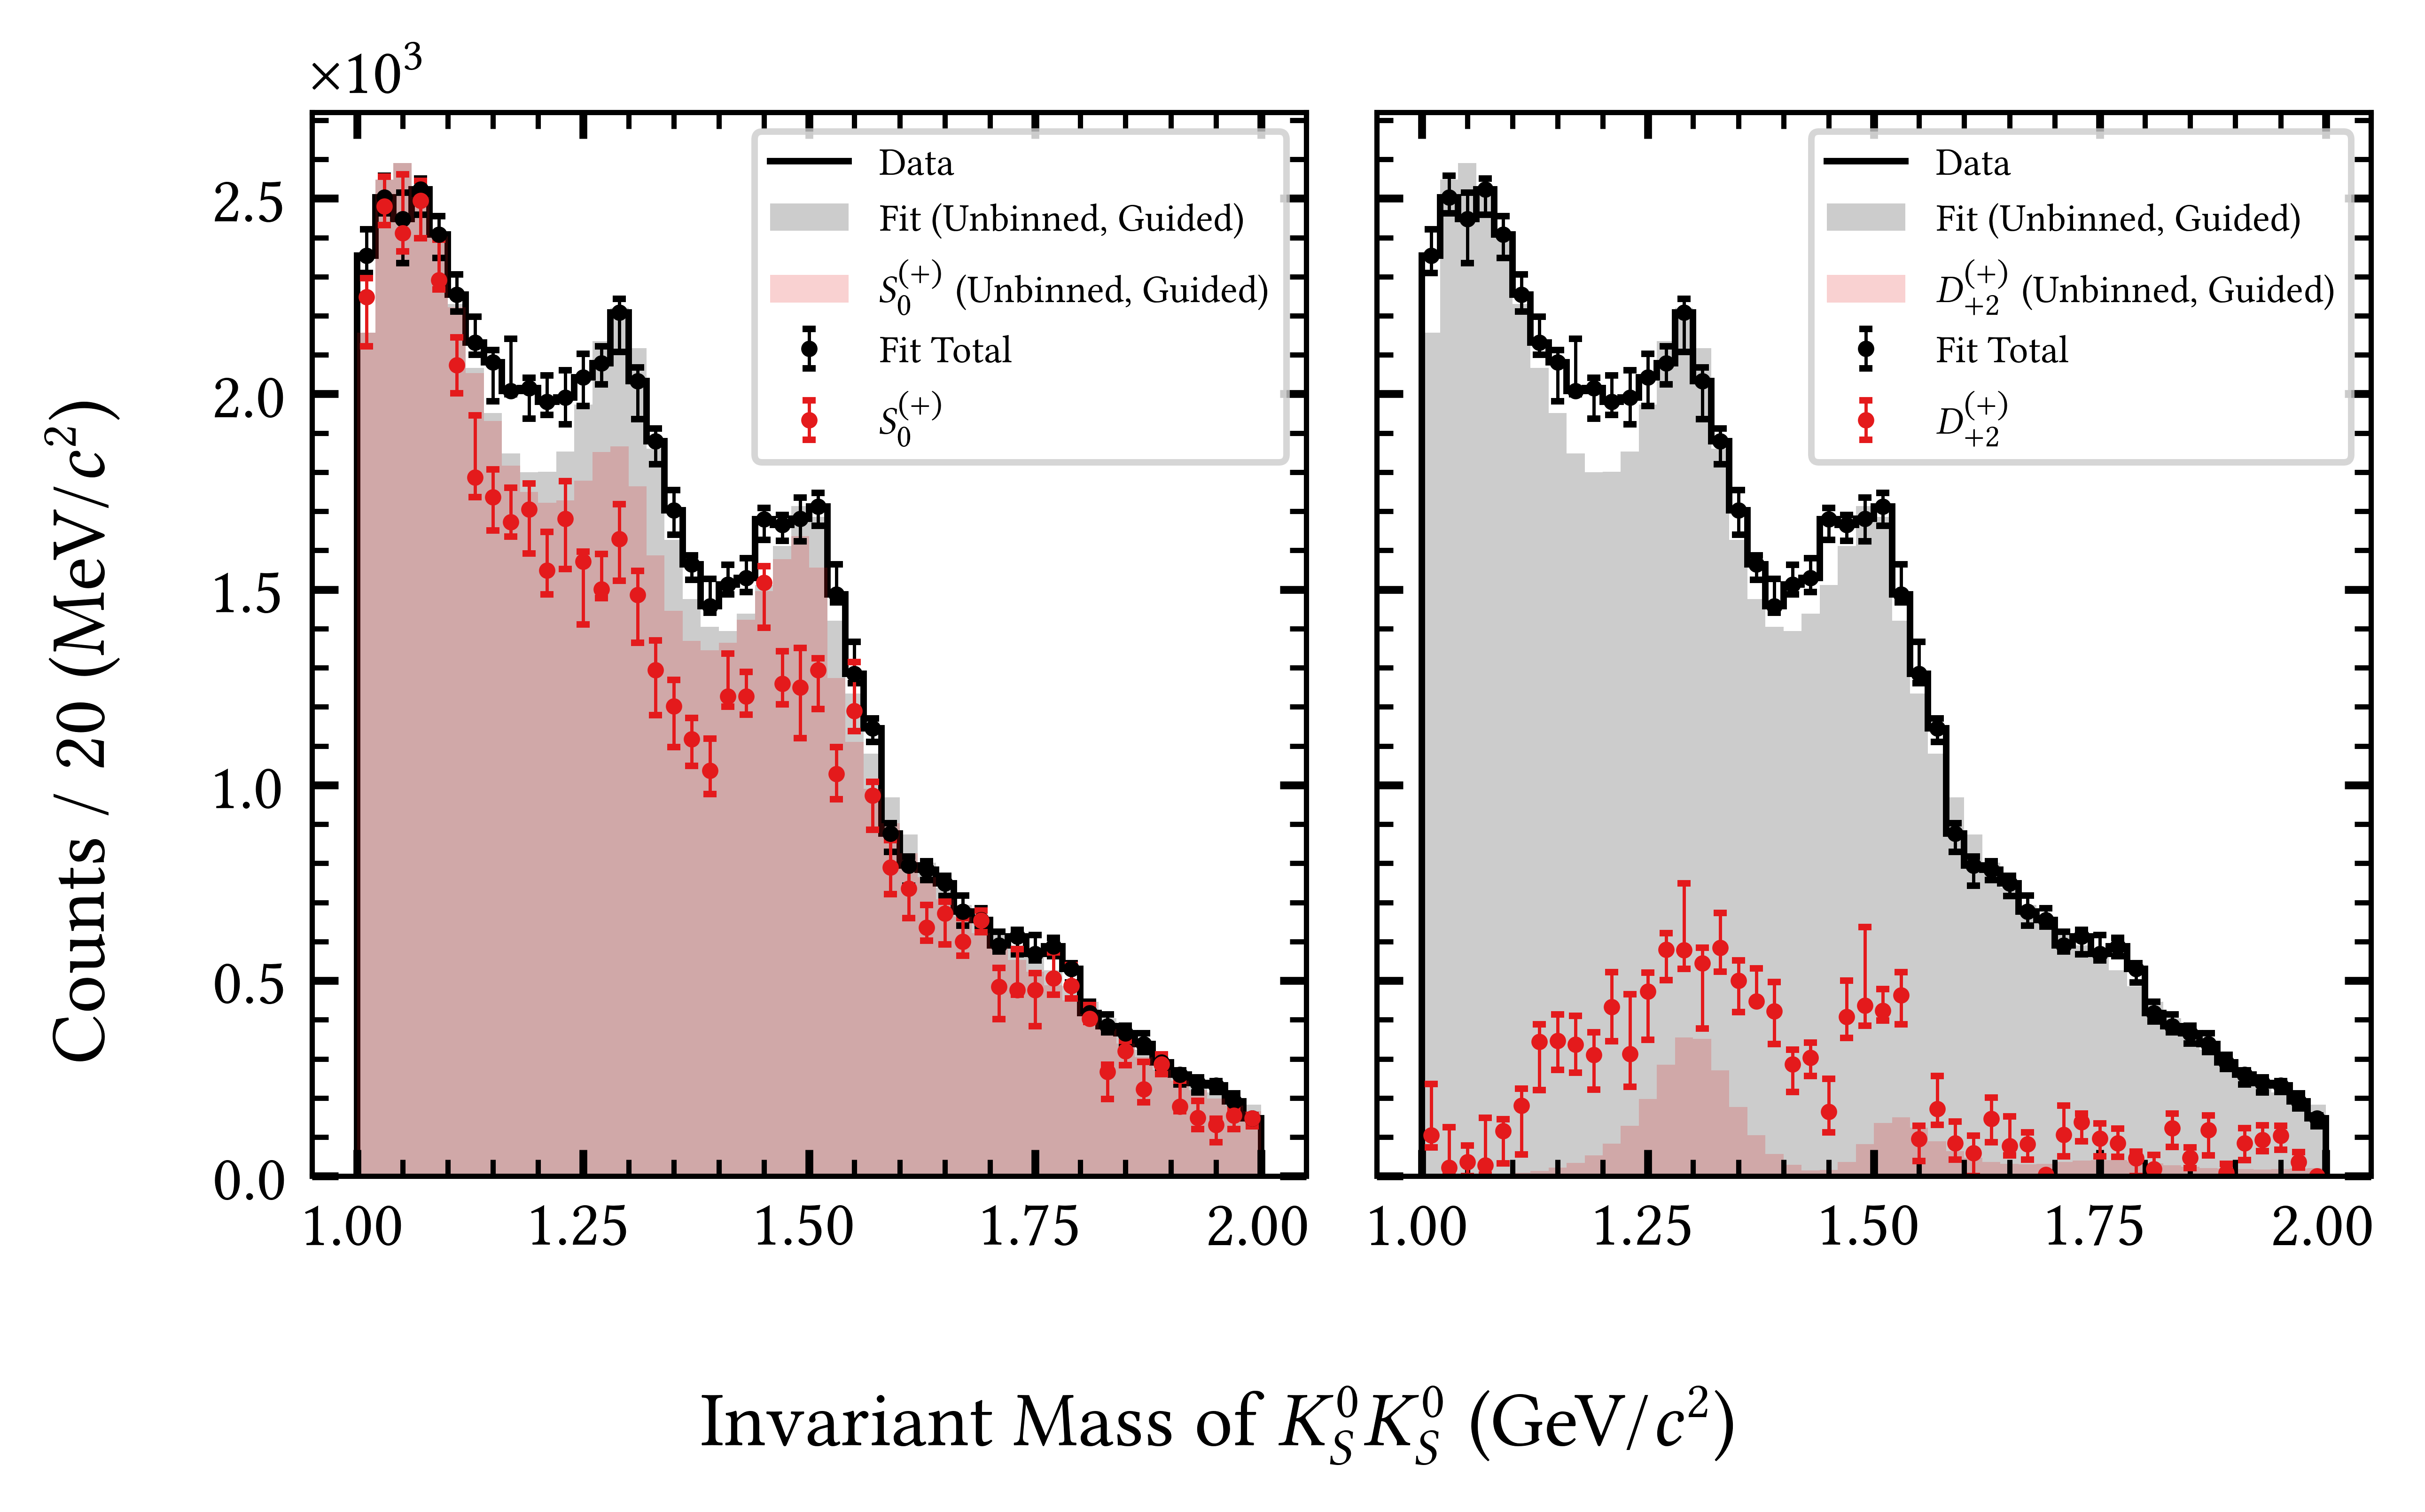 ×10³
Counts / 20 (MeV/c²)
2.5
2.0
1.5
1.0
0.5
0.0
Data
Fit (Unbinned, Guided)
S₀⁽⁺⁾ (Unbinned, Guided)
Fit Total
S₀⁽⁺⁾
1.00 1.25 1.50 1.75 2.00
Data
Fit (Unbinned, Guided)
D₊₂⁽⁺⁾ (Unbinned, Guided)
Fit Total
D₊₂⁽⁺⁾
1.00 1.25 1.50 1.75 2.00
Invariant Mass of K⁰_S K⁰_S (GeV/c²)